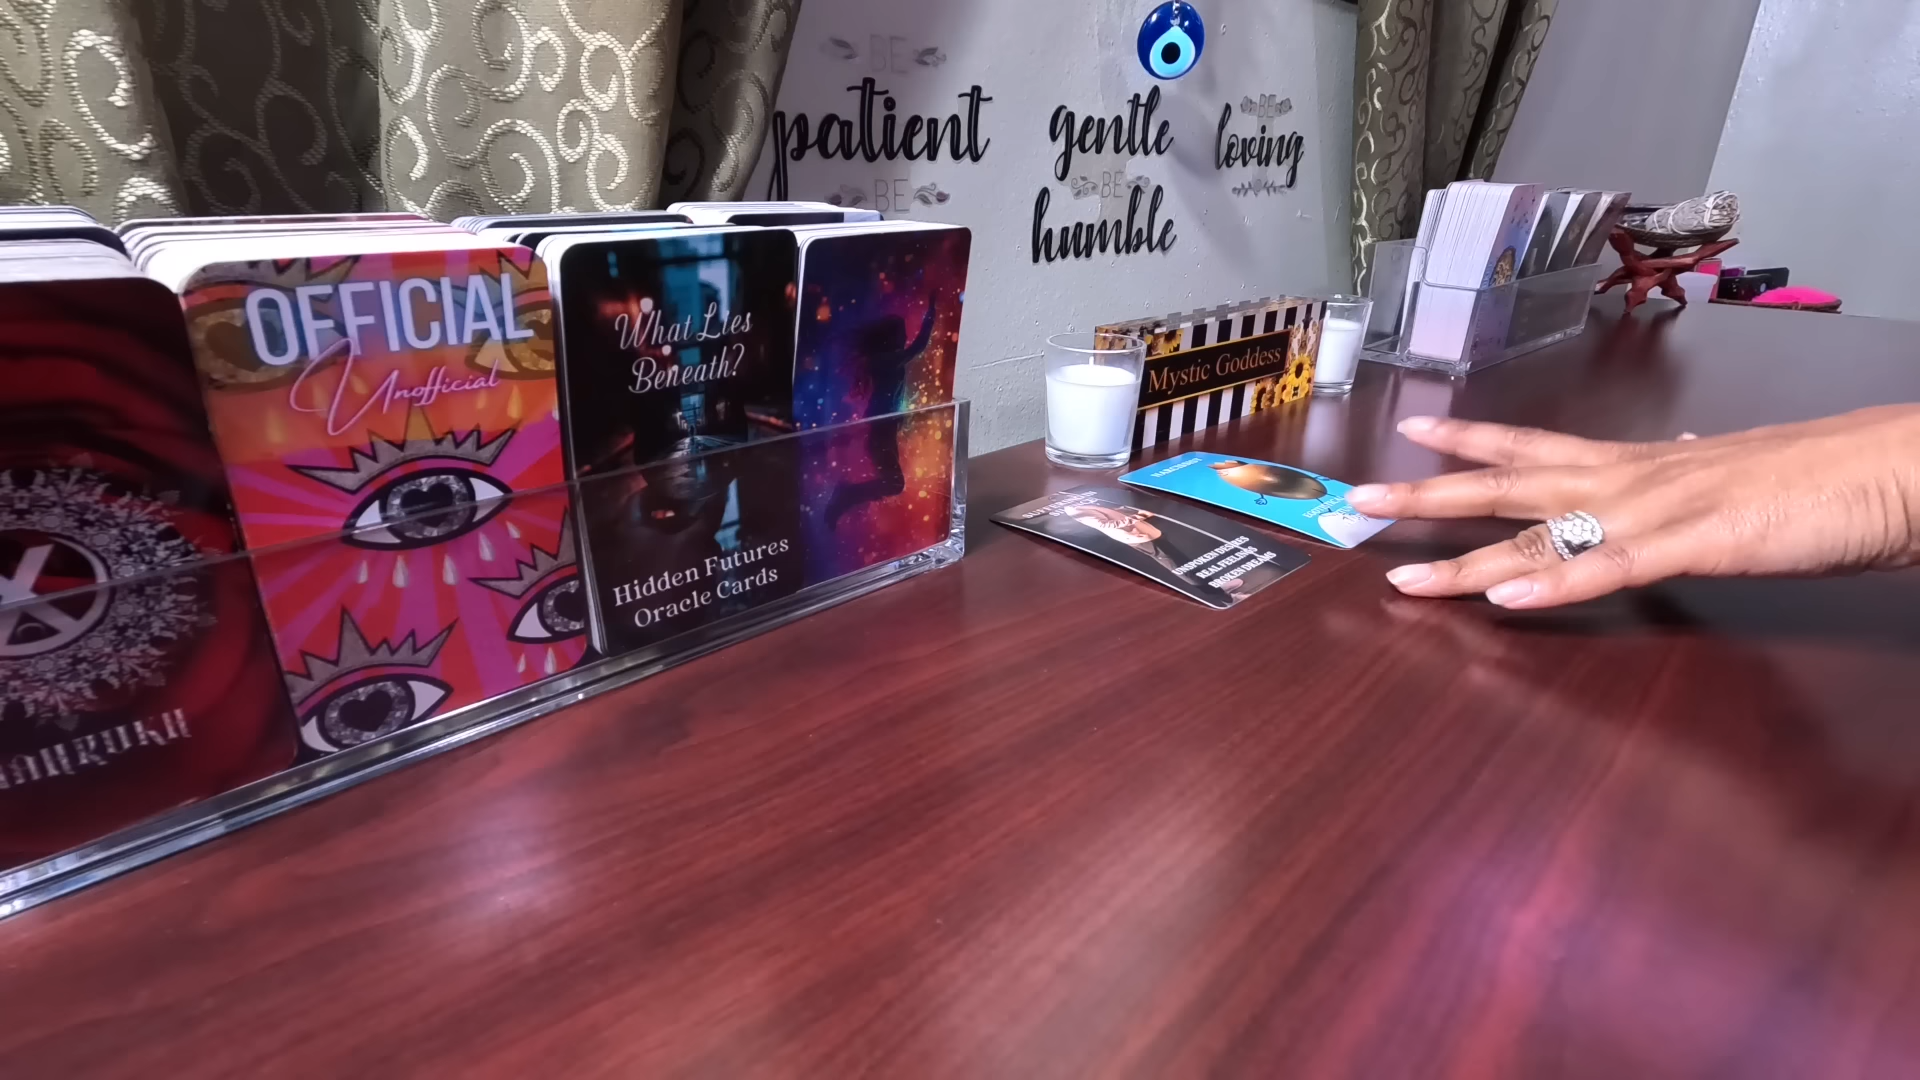 BE
patient
BE
gentle
BE
humble
BE
loving
OFFICIAL
Unofficial
What Lies
Beneath?
Hidden Futures
Oracle Cards
Mystic Goddess
NARCISSIST
UNSPOKEN DESIRES
REAL FEELINGS
BROKEN DREAMS